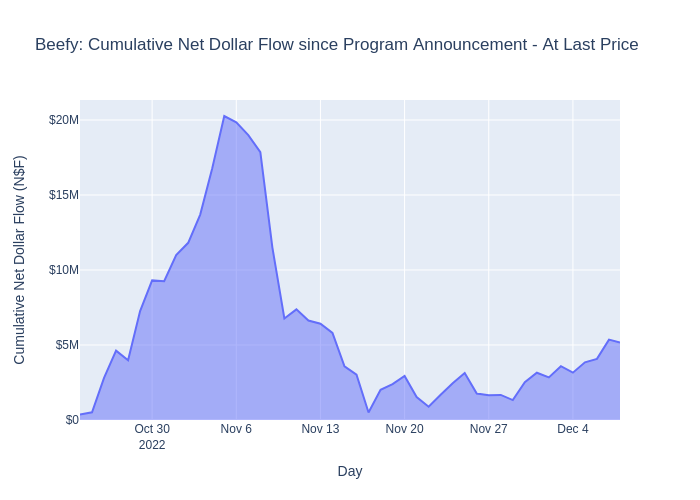 Beefy: Cumulative Net Dollar Flow since Program Announcement - At Last Price
Cumulative Net Dollar Flow (N$F)
$20M
$15M
$10M
$5M
$0
Oct 30
2022
Nov 6
Nov 13
Nov 20
Nov 27
Dec 4
Day